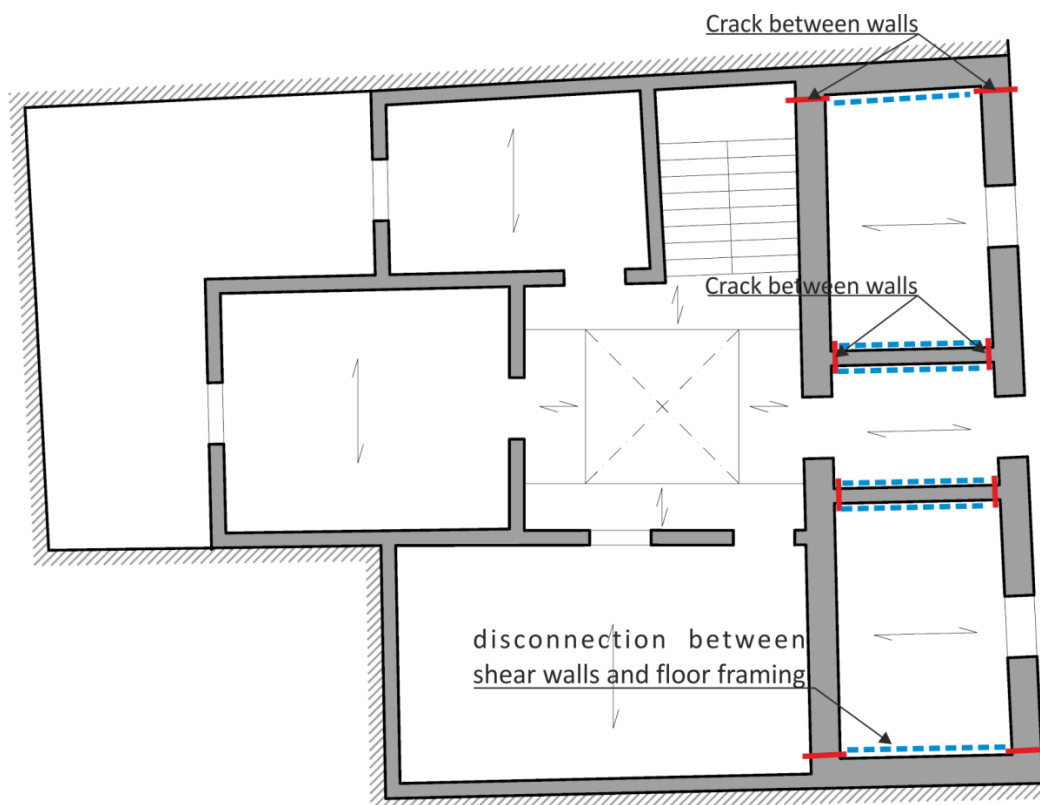 Crack between walls
Crack between walls
disconnection between
shear walls and floor framing